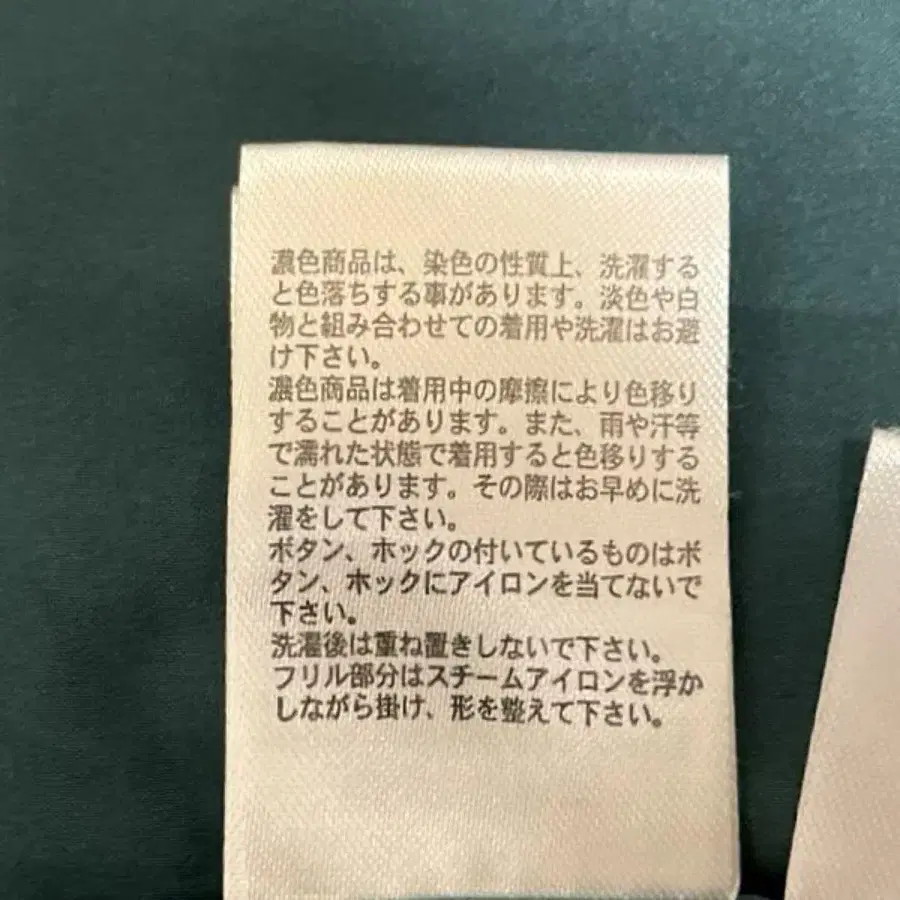 濃色商品は、染色の性質上、洗濯する
と色落ちする事があります。淡色や白
物と組み合わせての着用や洗濯はお避
け下さい。
濃色商品は着用中の摩擦により色移り
することがあります。また、雨や汗等
で濡れた状態で着用すると色移りする
ことがあります。その際はお早めに洗
濯をして下さい。
ボタン、ホックの付いているものはボ
タン、ホックにアイロンを当てないで
下さい。
洗濯後は重ね置きしないで下さい。
フリル部分はスチームアイロンを浮か
しながら掛け、形を整えて下さい。